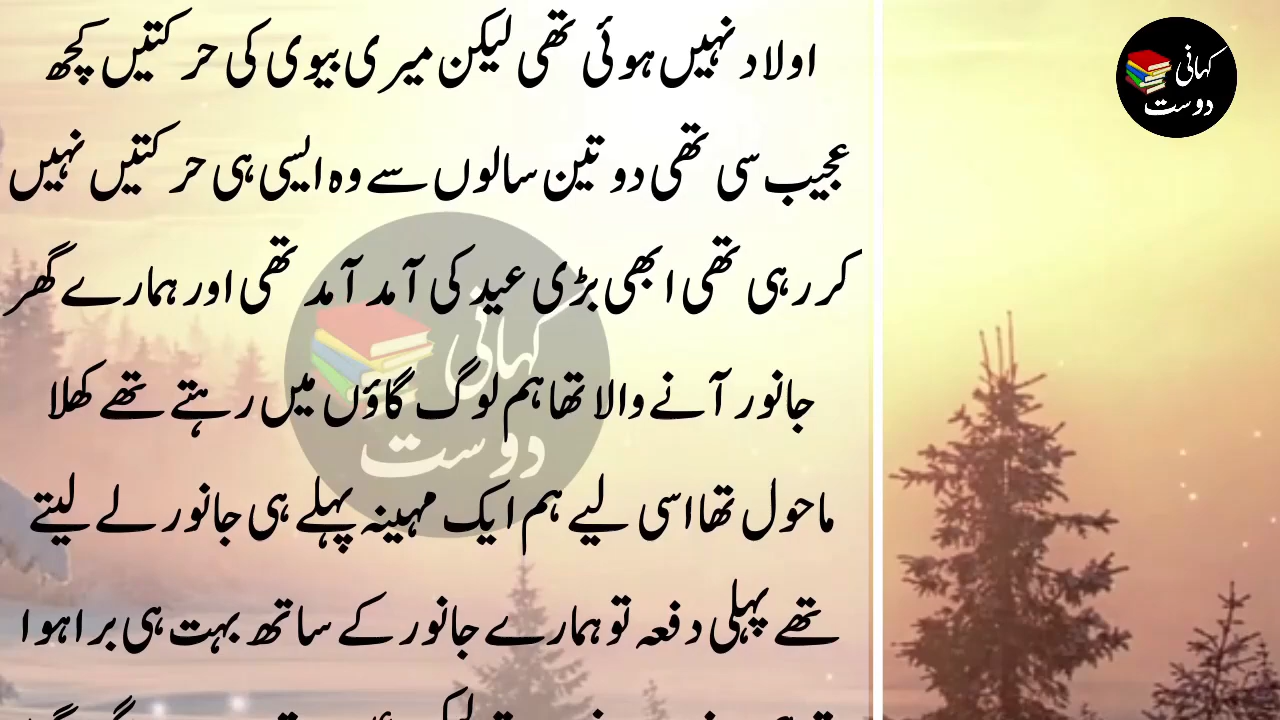 اولاد نہیں ہوئی تھی لیکن میری بیوی کی حرکتیں کچھ
عجیب سی تھی دو تین سالوں سے وہ ایسی ہی حرکتیں نہیں
کر رہی تھی ابھی بڑی عید کی آمد آمد تھی اور ہمارے گھر
جانور آنے والا تھا ہم لوگ گاؤں میں رہتے تھے کھلا
ماحول تھا اسی لیے ہم ایک مہینہ پہلے ہی جانور لے لیتے
تھے پہلی دفعہ تو ہمارے جانور کے ساتھ بہت ہی برا ہوا
کہانی
دوست
کہانی
دوست